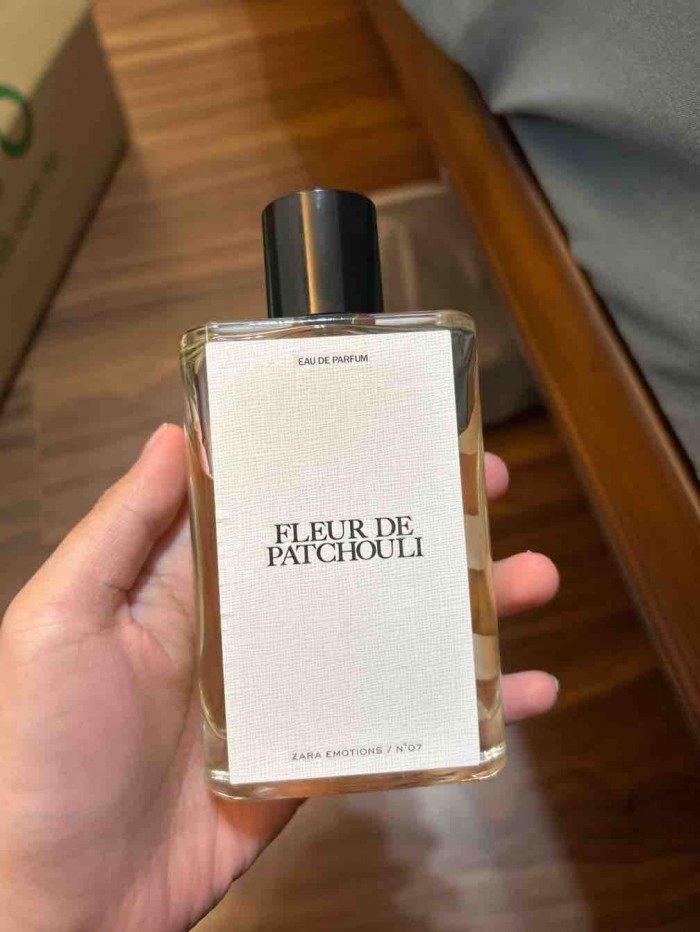 EAU DE PARFUM
FLEUR DE
PATCHOULI
ZARA EMOTIONS / N°07